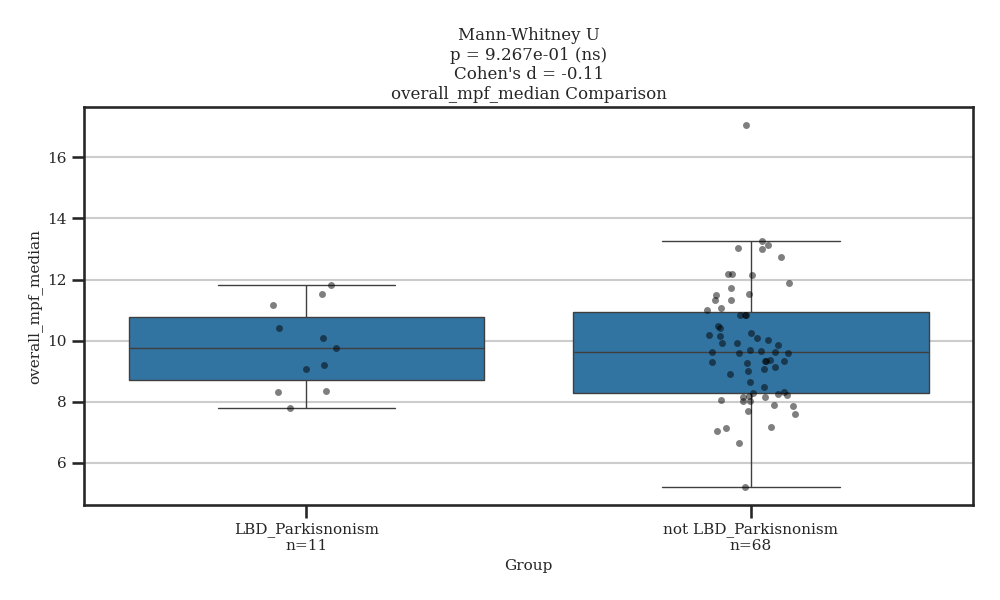 Mann-Whitney U
p = 9.267e-01 (ns)
Cohen's d = -0.11
overall_mpf_median Comparison
overall_mpf_median
16
14
12
10
8
6
LBD_Parkisnonism
n=11
not LBD_Parkisnonism
n=68
Group